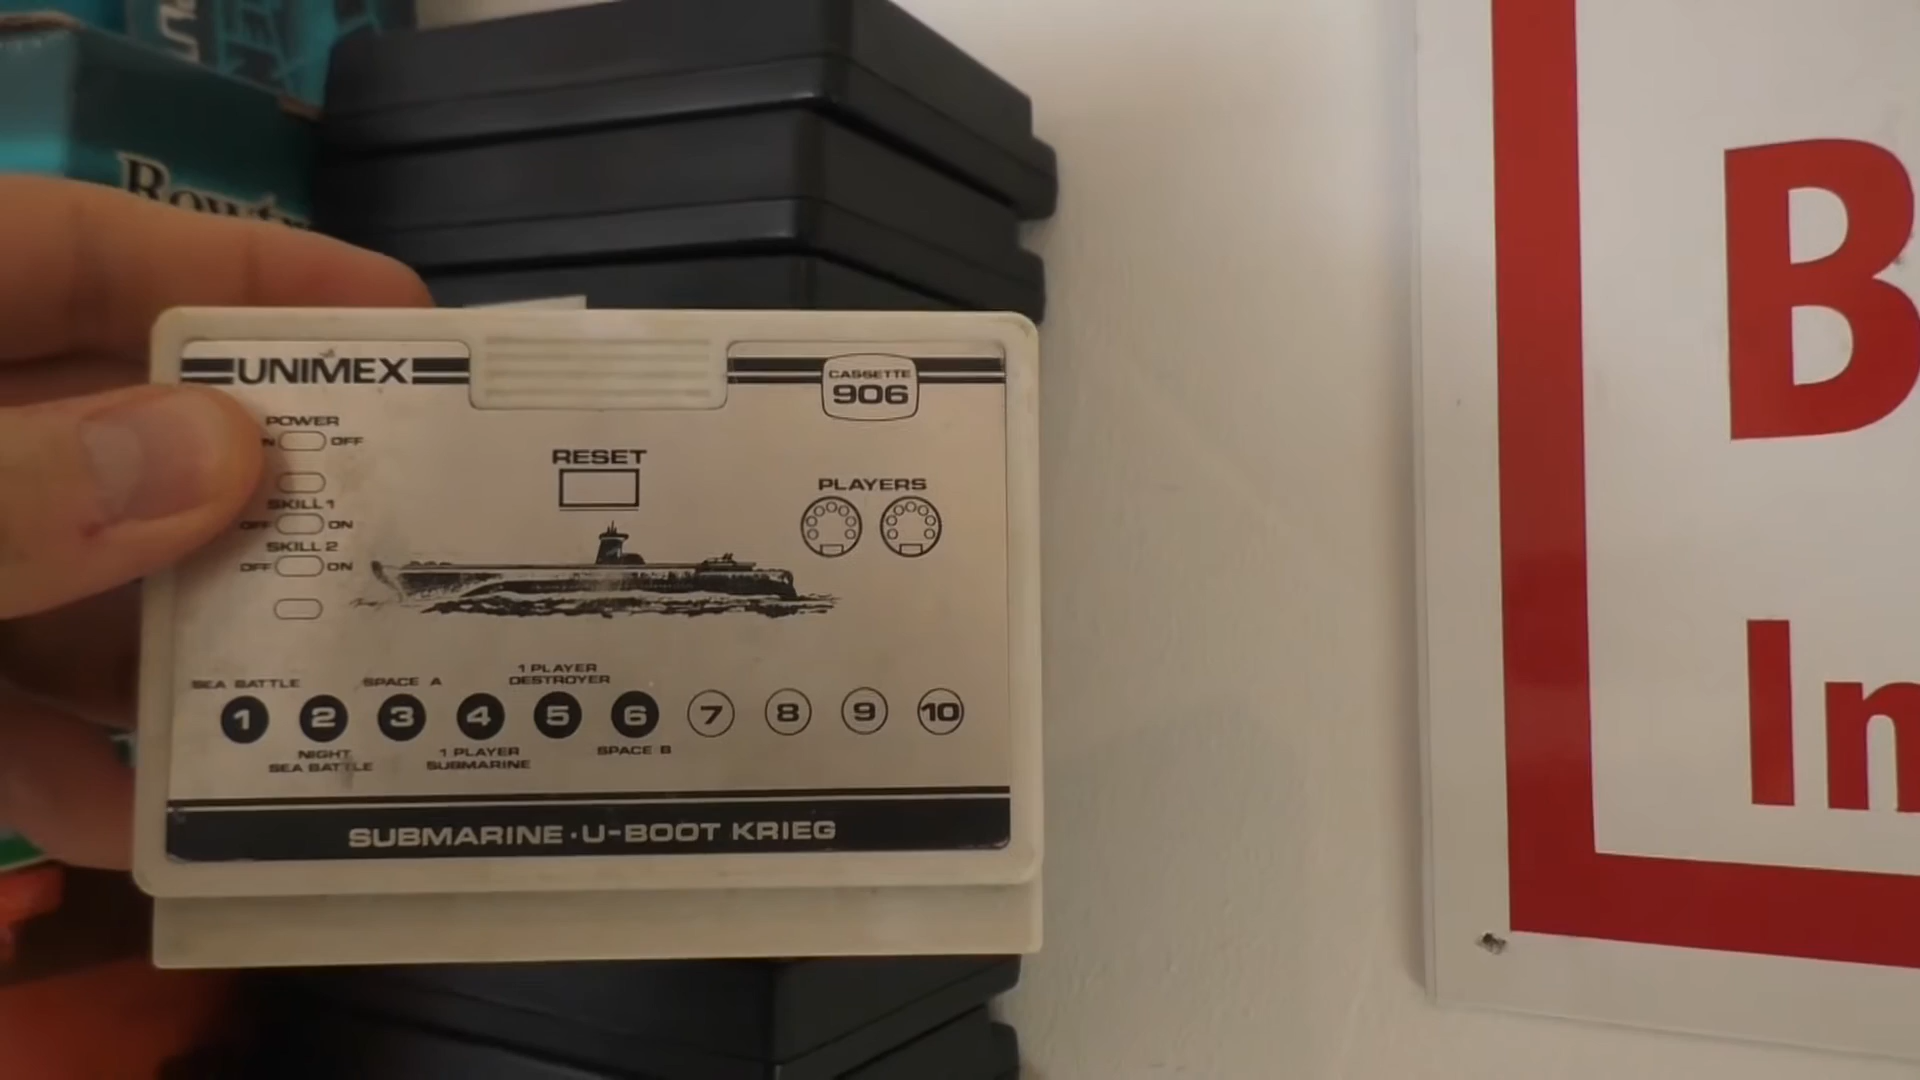 UNIMEX
CASSETTE
906
POWER
OFF
RESET
PLAYERS
SKILL 1
OFF ON
SKILL 2
OFF ON
1 PLAYER
DESTROYER
SEA BATTLE SPACE A
1 2 3 4 5 6 7 8 9 10
NIGHT
SEA BATTLE
1 PLAYER
SUBMARINE
SPACE B
SUBMARINE · U-BOOT KRIEG
B
In